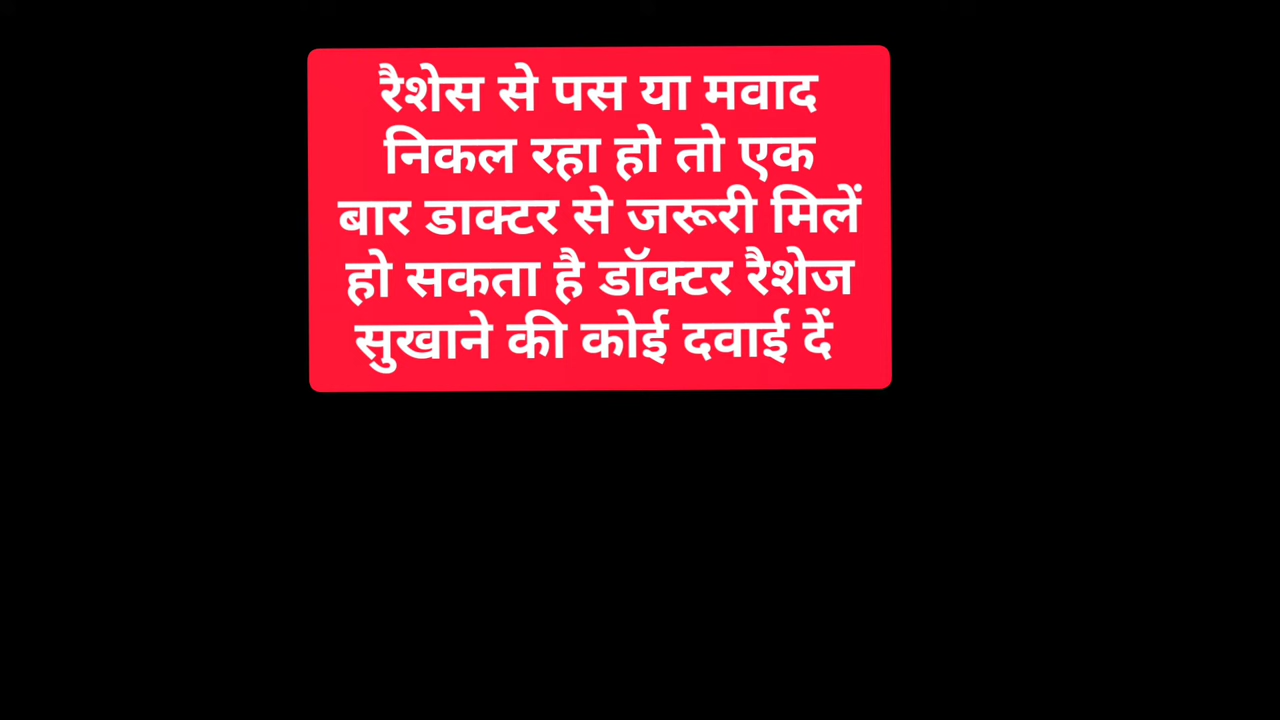 रैशेस से पस या मवाद
निकल रहा हो तो एक
बार डाक्टर से जरूरी मिलें
हो सकता है डॉक्टर रैशेज
सुखाने की कोई दवाई दें